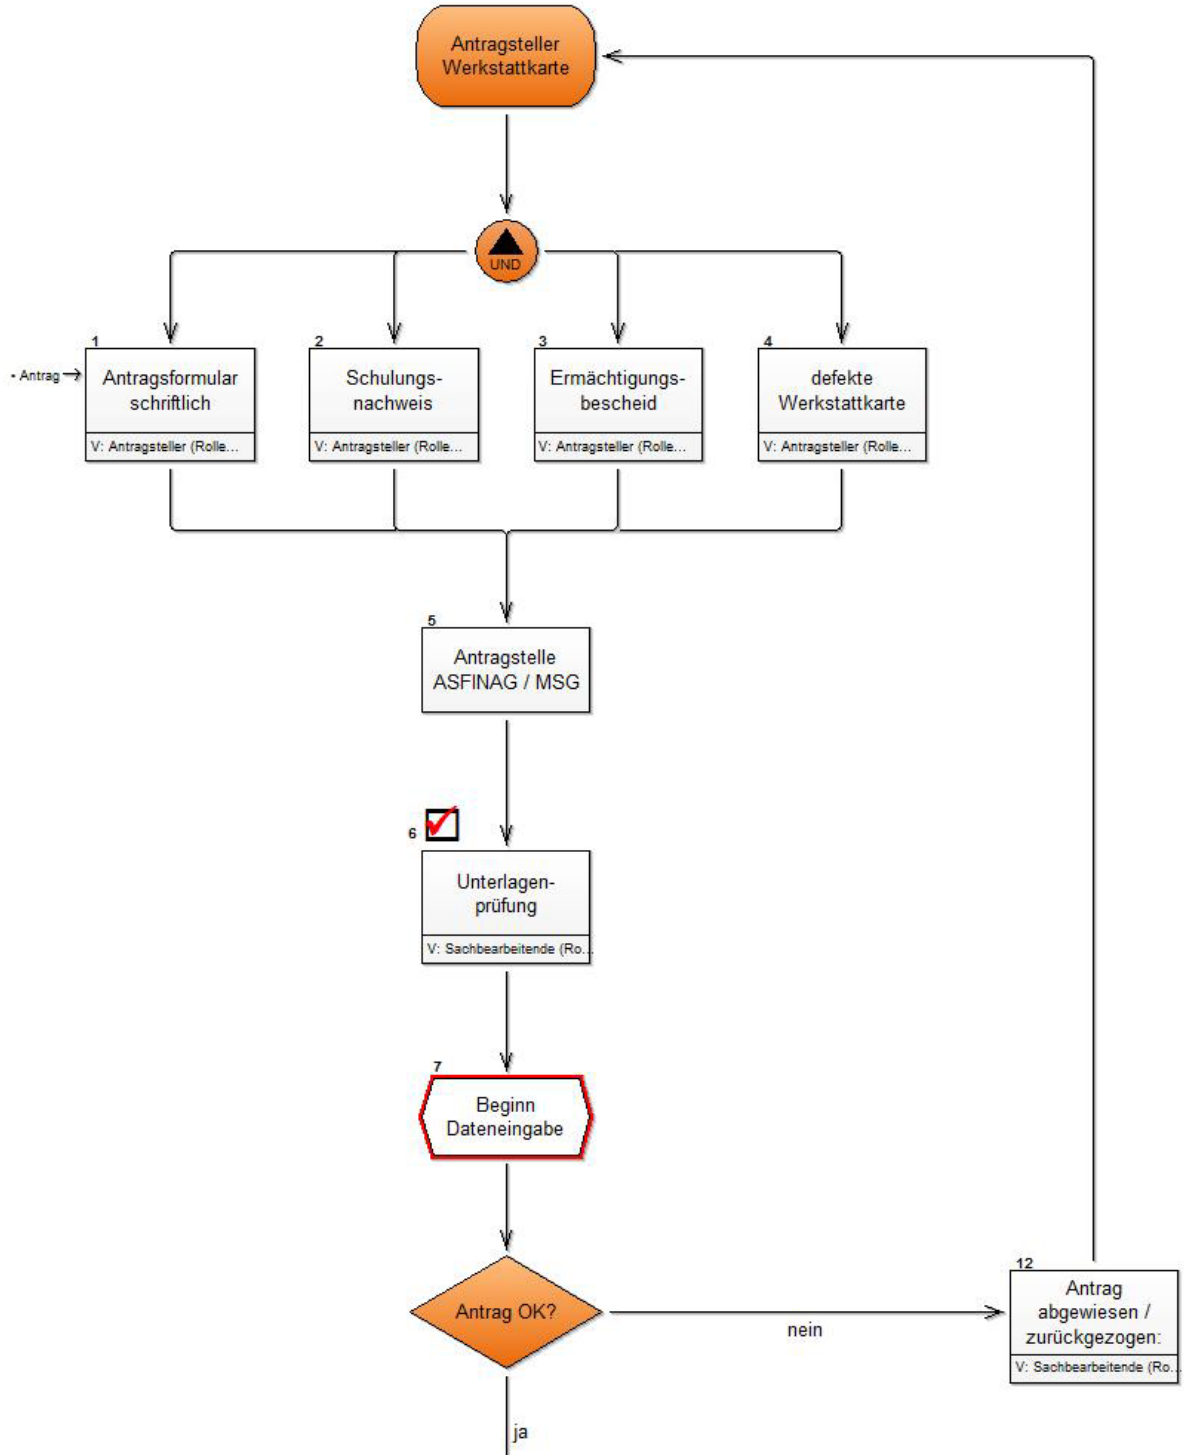 Antragsteller
Werkstattkarte
UND
1
- Antrag
Antragsformular
schriftlich
V: Antragsteller (Rolle...
2
Schulungs-
nachweis
V: Antragsteller (Rolle...
3
Ermächtigungs-
bescheid
V: Antragsteller (Rolle...
4
defekte
Werkstattkarte
V: Antragsteller (Rolle...
5
Antragstelle
ASFINAG / MSG
6
Unterlagen-
prüfung
V: Sachbearbeitende (Ro...
7
Beginn
Dateneingabe
Antrag OK?
nein
12
Antrag
abgewiesen /
zurückgezogen:
V: Sachbearbeitende (Ro...
ja